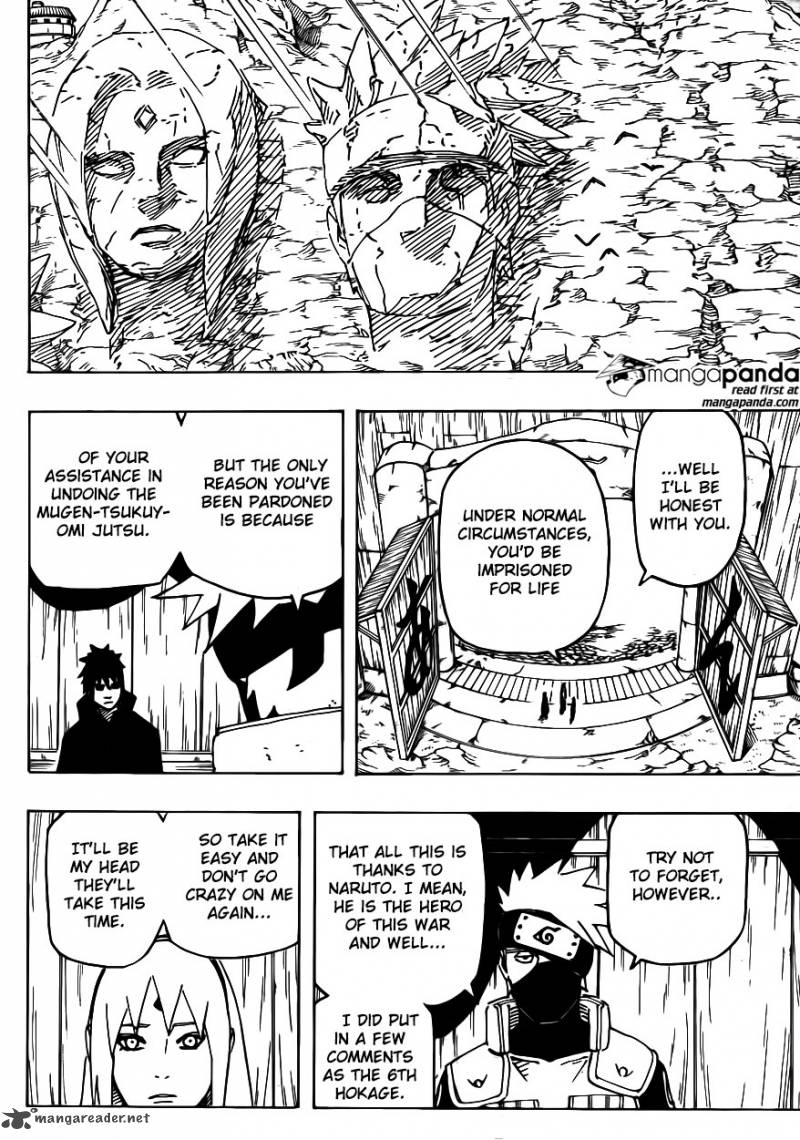 mangapanda
read first at
mangapanda.com
...WELL
I'LL BE
HONEST
WITH YOU.
UNDER NORMAL
CIRCUMSTANCES,
YOU'D BE
IMPRISONED
FOR LIFE
あ
ん
BUT THE ONLY
REASON YOU'VE
BEEN PARDONED
IS BECAUSE
OF YOUR
ASSISTANCE IN
UNDOING THE
MUGEN-TSUKUY-
OMI JUTSU.
TRY NOT
TO FORGET,
HOWEVER..
THAT ALL THIS IS
THANKS TO
NARUTO. I MEAN,
HE IS THE HERO
OF THIS WAR
AND WELL...
I DID PUT
IN A FEW
COMMENTS
AS THE 6TH
HOKAGE.
SO TAKE IT
EASY AND
DON'T GO
CRAZY ON ME
AGAIN...
IT'LL BE
MY HEAD
THEY'LL
TAKE THIS
TIME.
mangareader.net